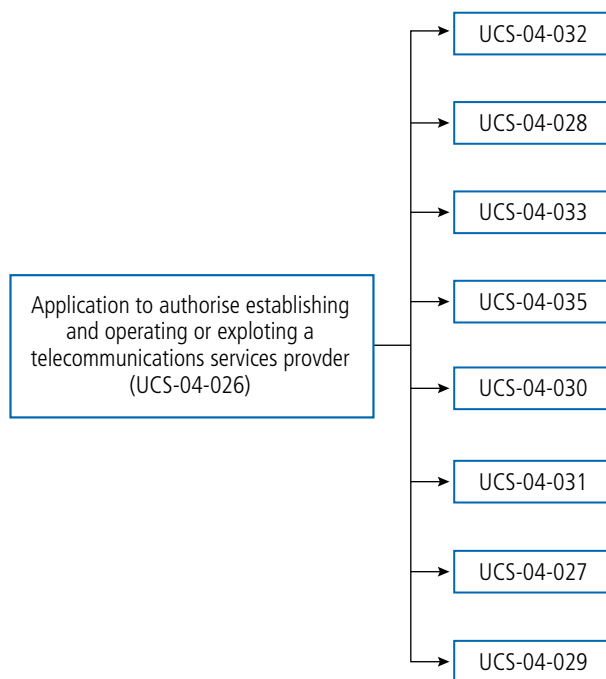 UCS-04-032
UCS-04-028
UCS-04-033
UCS-04-035
Application to authorise establishing
and operating or exploting a
telecommunications services provder
(UCS-04-026)
UCS-04-030
UCS-04-031
UCS-04-027
UCS-04-029